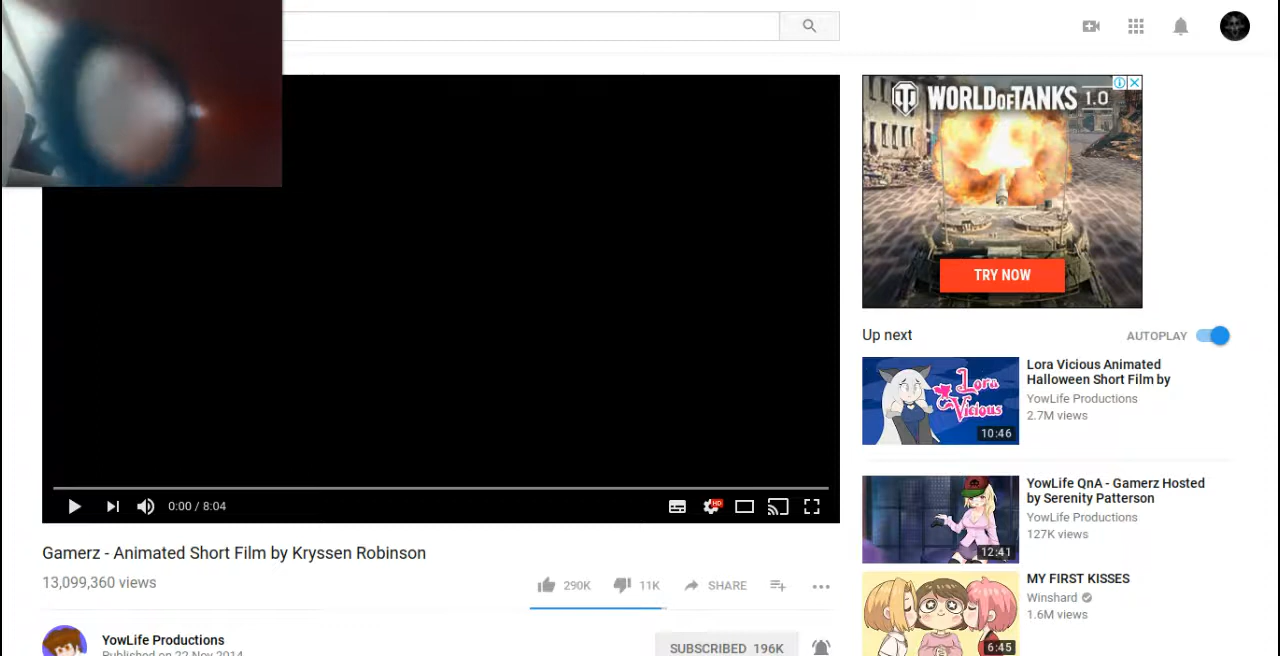 WORLD OF TANKS 1.0
TRY NOW
Up next
AUTOPLAY
Lora Vicious
10:46
Lora Vicious Animated
Halloween Short Film by
YowLife Productions
2.7M views
12:41
YowLife QnA - Gamerz Hosted
by Serenity Patterson
YowLife Productions
127K views
6:45
MY FIRST KISSES
Winshard
1.6M views
0:00 / 8:04
HD
Gamerz - Animated Short Film by Kryssen Robinson
13,099,360 views
290K
11K
SHARE
YowLife Productions
Published on 22 Nov 2014
SUBSCRIBED 196K